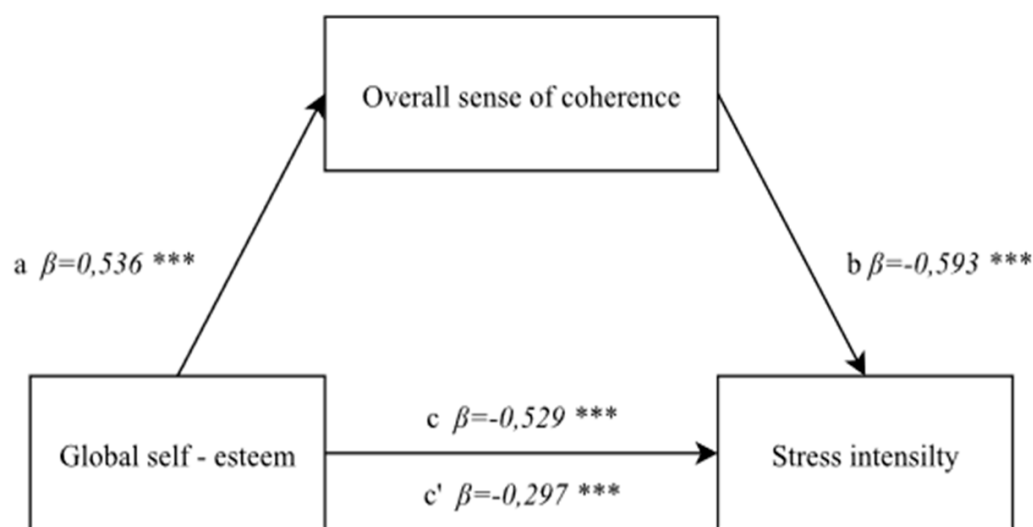 Overall sense of coherence
a β=0,536 ***
b β=-0,593 ***
c β=-0,529 ***
Global self - esteem
Stress intensilty
c' β=-0,297 ***